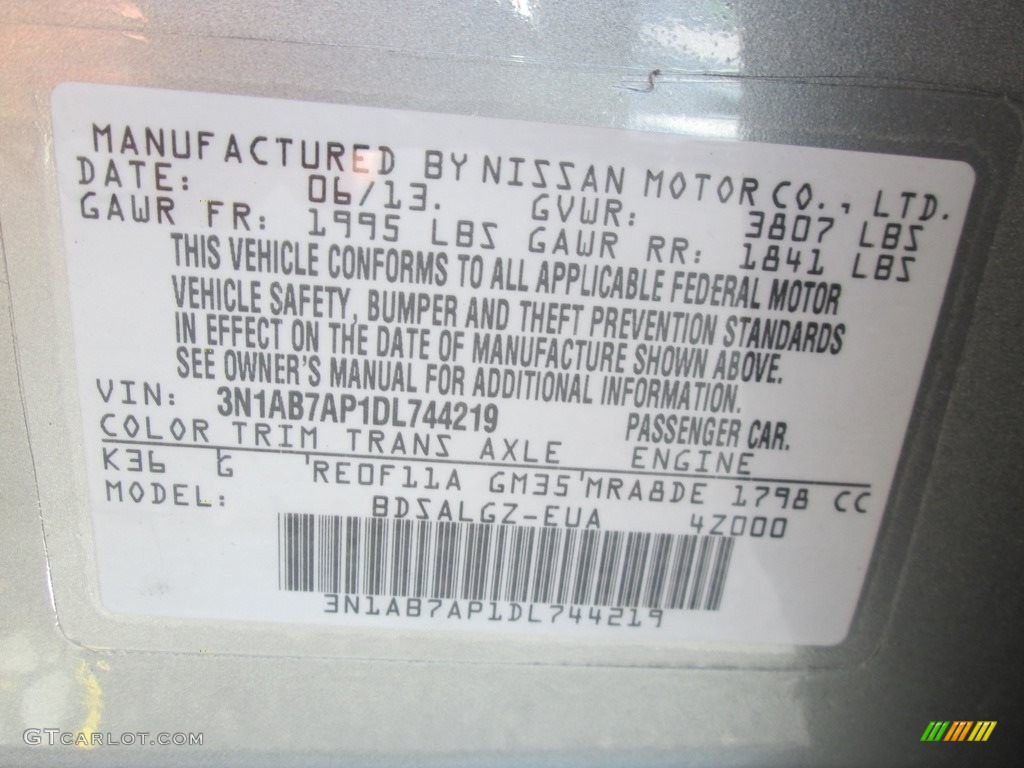 MANUFACTURED BY NISSAN MOTOR CO., LTD.
DATE: 06/13. GVWR: 3807 LBS
GAWR FR: 1995 LBS GAWR RR: 1841 LBS
THIS VEHICLE CONFORMS TO ALL APPLICABLE FEDERAL MOTOR
VEHICLE SAFETY, BUMPER AND THEFT PREVENTION STANDARDS
IN EFFECT ON THE DATE OF MANUFACTURE SHOWN ABOVE.
SEE OWNER'S MANUAL FOR ADDITIONAL INFORMATION.
VIN: 3N1AB7AP1DL744219 PASSENGER CAR.
COLOR TRIM TRANS AXLE ENGINE
K36 G 'RE0F11A GM35'MRA8DE 1798 CC
MODEL: BDSALGZ-EUA 4Z000
3N1AB7AP1DL744219
GTCarLot.com